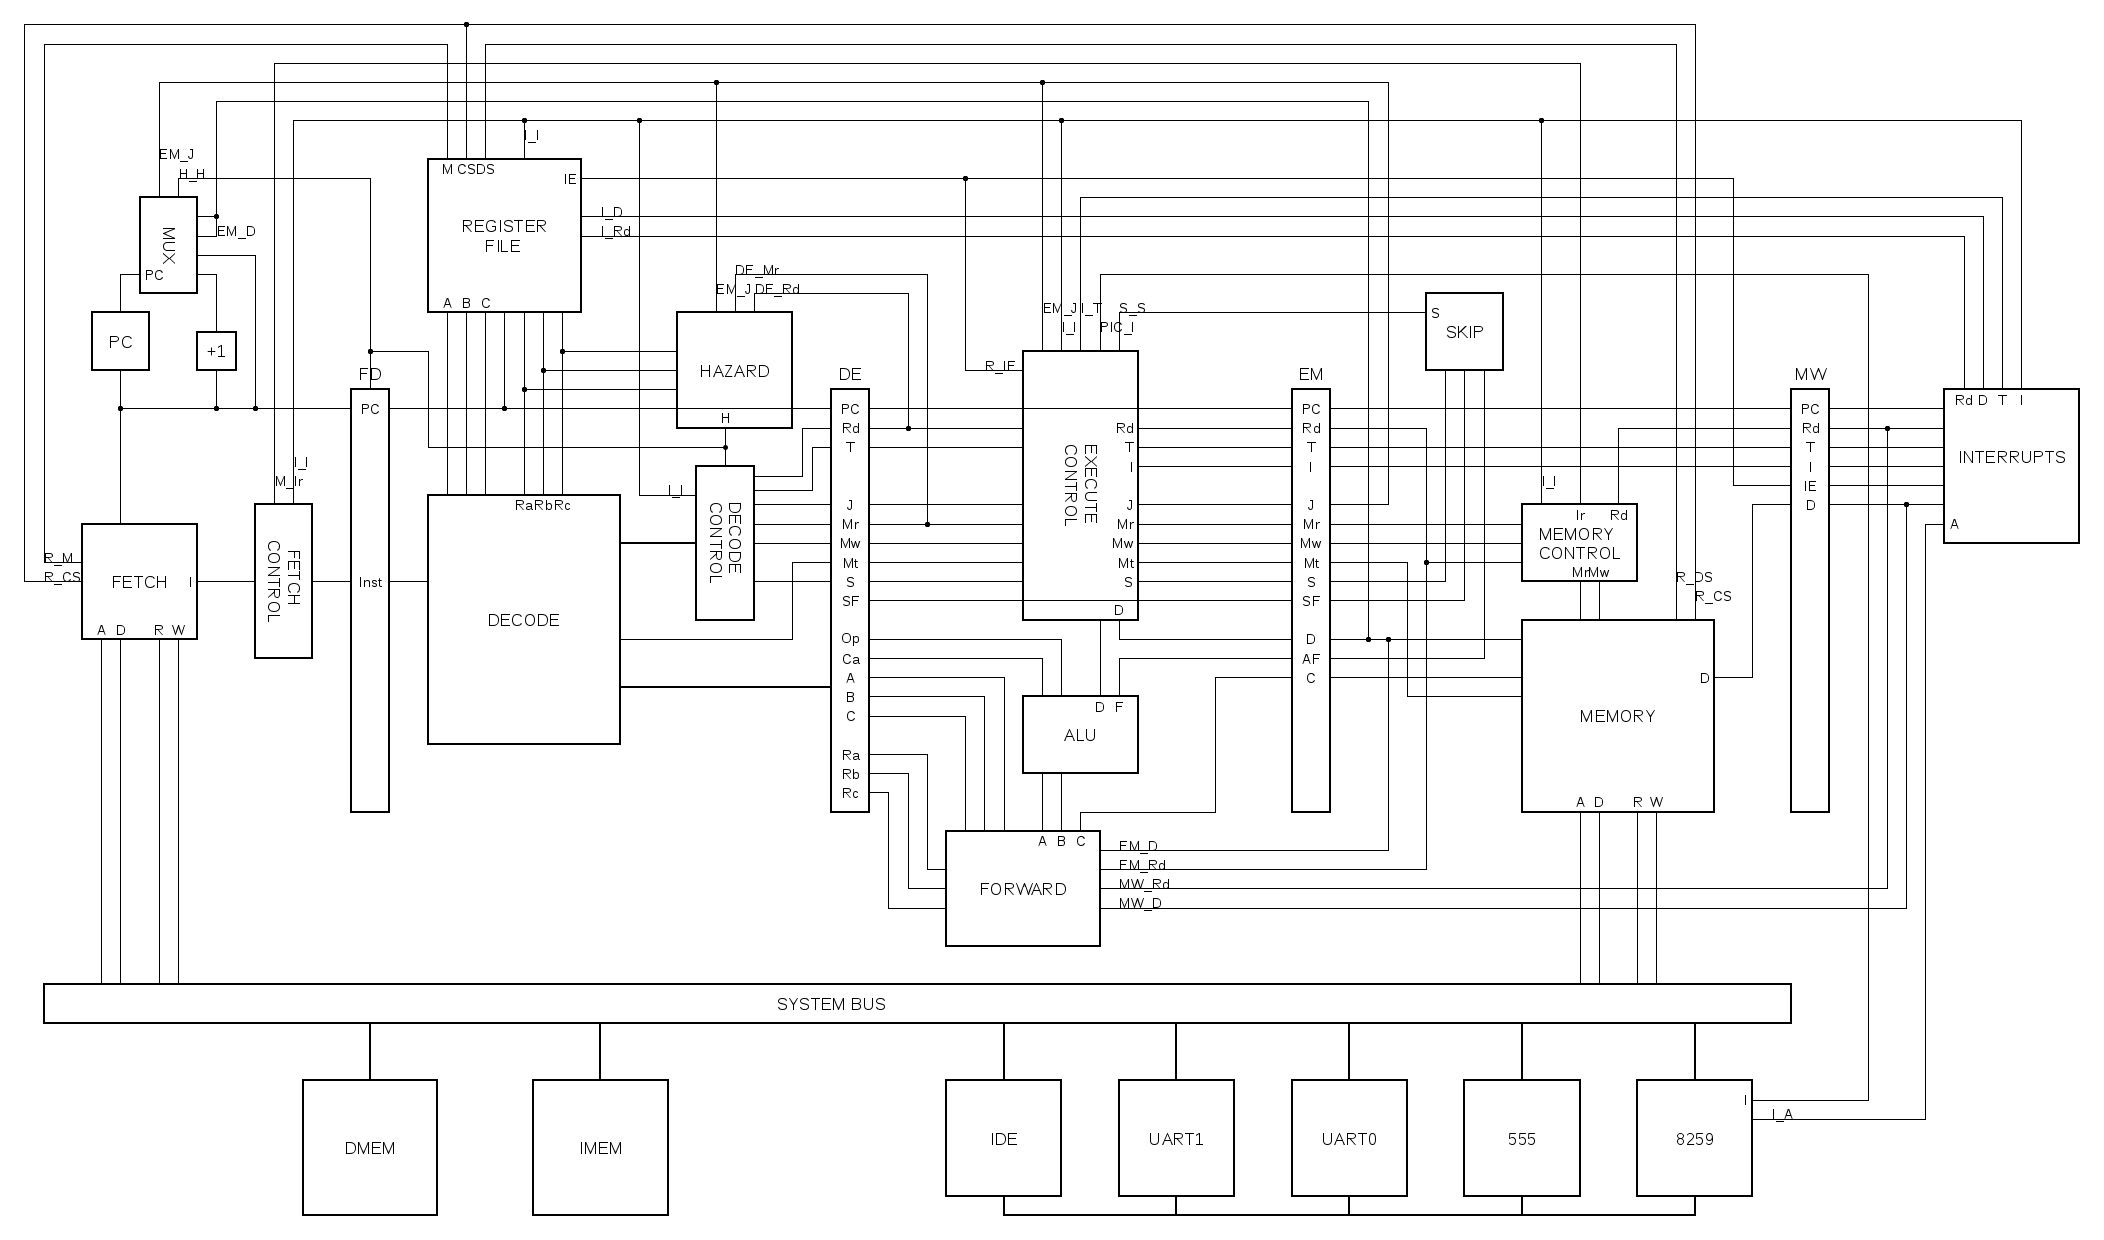 I_I
EM_J
H_H
M CSDS
IE
REGISTER
FILE
I_D
I_Rd
EM_D
MUX
PC
A B C
PC
+1
DE_Mr
EM_J DE_Rd
HAZARD
H
EM_J I_T S_S
I_I PIC_I
R_IE
S
SKIP
FD
DE
EM
MW
PC
Inst
I_I
M_Ir
R_M
R_CS
FETCH
I
A D R W
FETCH
CONTROL
RaRbRc
DECODE
I_I
DECODE
CONTROL
PC
Rd
T
J
Mr
Mw
Mt
S
SF
Op
Ca
A
B
C
Ra
Rb
Rc
EXECUTE
CONTROL
Rd
T
I
J
Mr
Mw
Mt
S
D
D F
ALU
PC
Rd
T
I
J
Mr
Mw
Mt
S
SF
D
AF
C
A B C
FORWARD
EM_D
EM_Rd
MW_Rd
MW_D
I_I
Ir Rd
MEMORY
CONTROL
MrMw
R_DS
R_CS
D
MEMORY
A D R W
PC
Rd
T
I
IE
D
Rd D T I
INTERRUPTS
A
SYSTEM BUS
DMEM
IMEM
IDE
UART1
UART0
555
8259
I
I_A